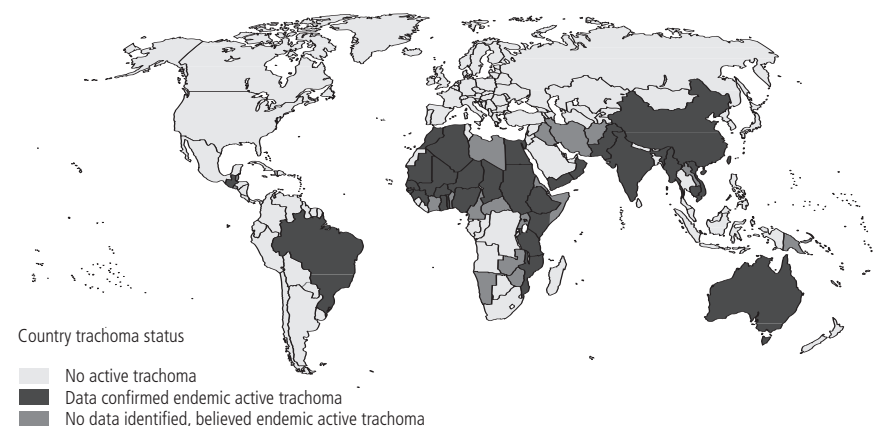 Country trachoma status
No active trachoma
Data confirmed endemic active trachoma
No data identified, believed endemic active trachoma